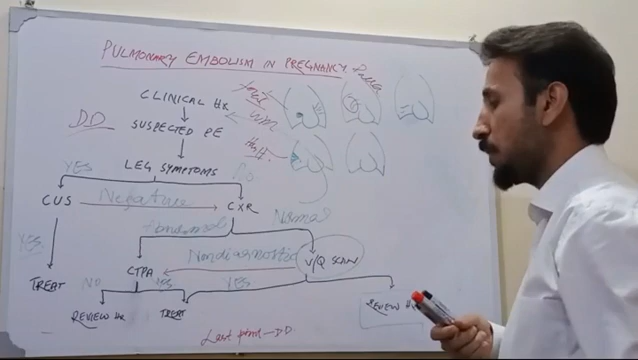 PULMONARY EMBOLISM IN PREGNANCY
CLINICAL Hx
DD SUSPECTED PE
YES LEG SYMPTOMS No
CUS Negative CXR
Abnormal Normal
YES Nondiagnostic V/Q SCAN
TREAT NO CTPA YES YES
REVIEW Hx TREAT REVIEW
Last — DD